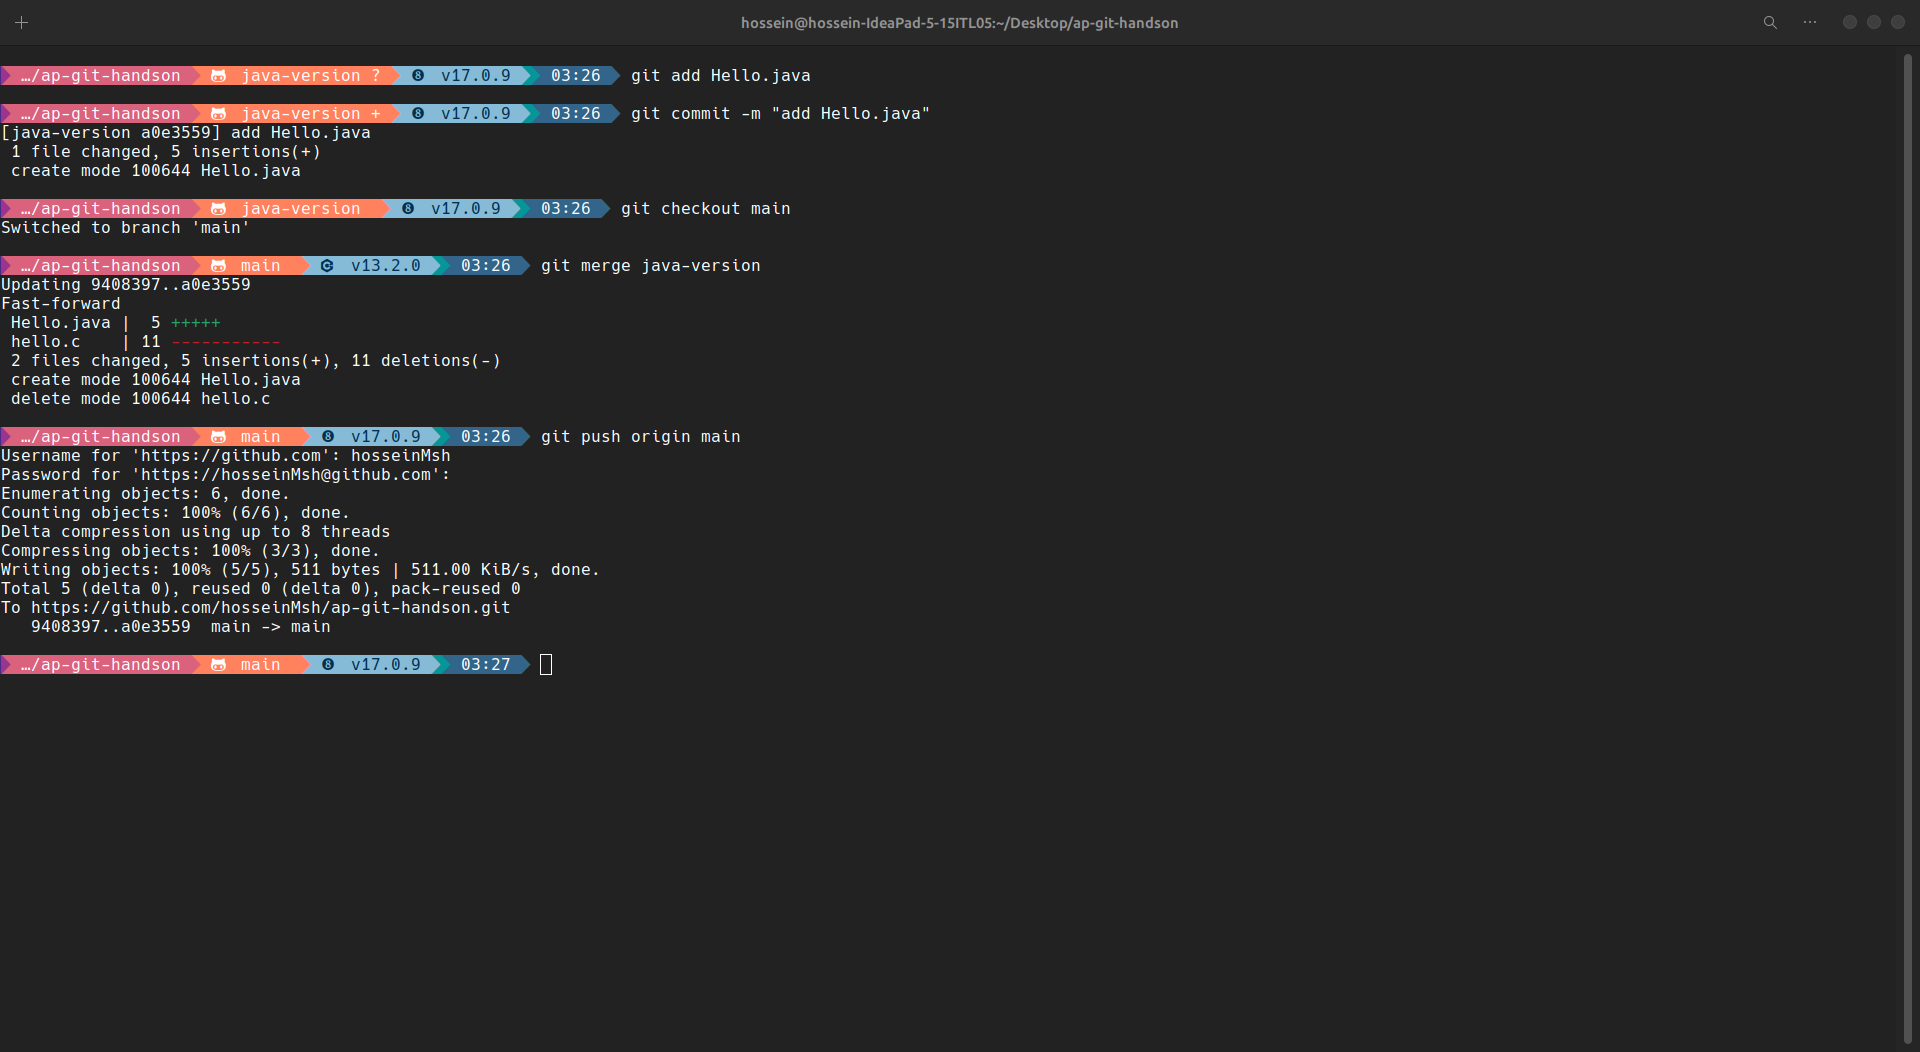 hossein@hossein-IdeaPad-5-15ITL05:~/Desktop/ap-git-handson
…/ap-git-handson java-version ? v17.0.9 03:26 git add Hello.java
…/ap-git-handson java-version + v17.0.9 03:26 git commit -m "add Hello.java"
[java-version a0e3559] add Hello.java
1 file changed, 5 insertions(+)
create mode 100644 Hello.java
…/ap-git-handson java-version v17.0.9 03:26 git checkout main
Switched to branch 'main'
…/ap-git-handson main v13.2.0 03:26 git merge java-version
Updating 9408397..a0e3559
Fast-forward
Hello.java |  5 +++++
hello.c    | 11 -----------
2 files changed, 5 insertions(+), 11 deletions(-)
create mode 100644 Hello.java
delete mode 100644 hello.c
…/ap-git-handson main v17.0.9 03:26 git push origin main
Username for 'https://github.com': hosseinMsh
Password for 'https://hosseinMsh@github.com':
Enumerating objects: 6, done.
Counting objects: 100% (6/6), done.
Delta compression using up to 8 threads
Compressing objects: 100% (3/3), done.
Writing objects: 100% (5/5), 511 bytes | 511.00 KiB/s, done.
Total 5 (delta 0), reused 0 (delta 0), pack-reused 0
To https://github.com/hosseinMsh/ap-git-handson.git
9408397..a0e3559  main -> main
…/ap-git-handson main v17.0.9 03:27